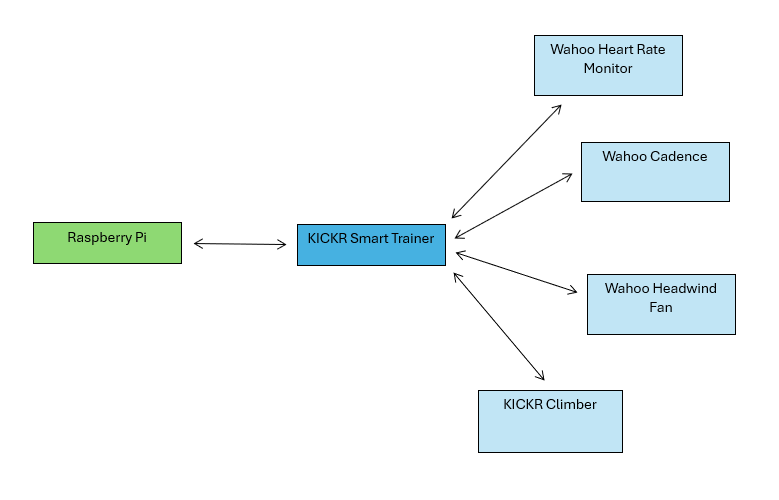 Wahoo Heart Rate
Monitor
Wahoo Cadence
Raspberry Pi
KICKR Smart Trainer
Wahoo Headwind
Fan
KICKR Climber